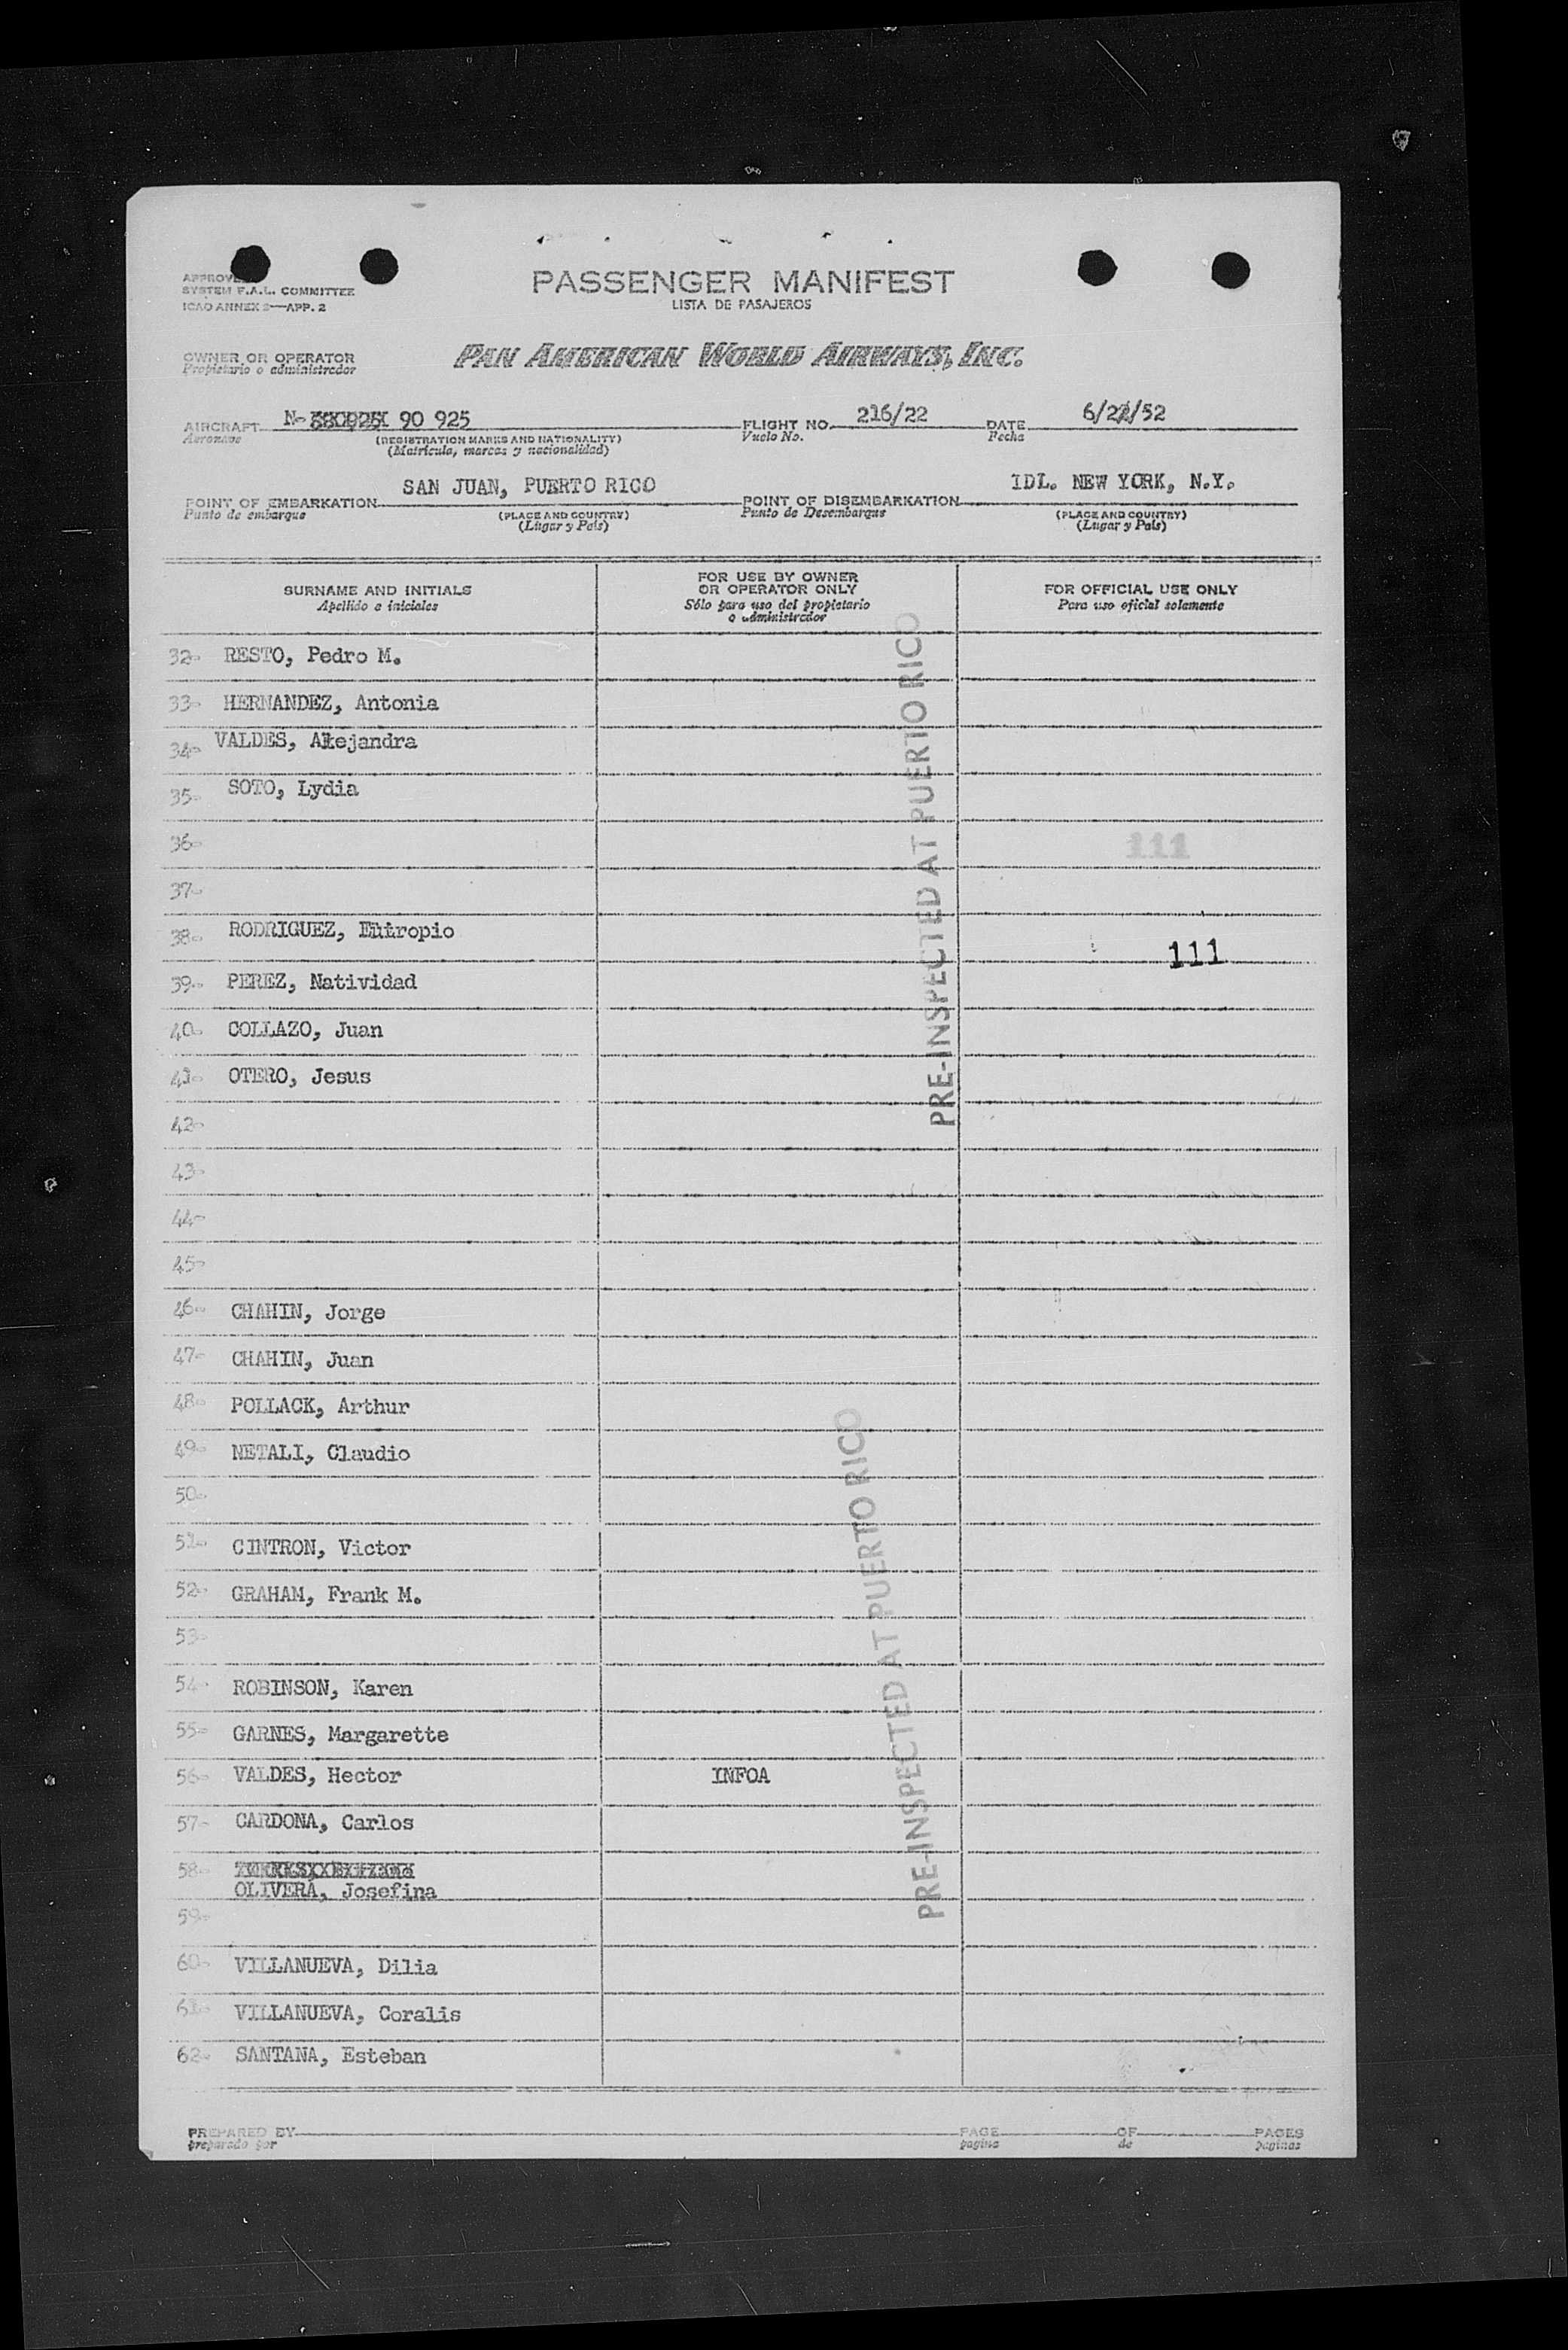 PASSENGER MANIFEST
LISTA DE PASAJEROS
SYSTEM F.A.L. COMMITTEE
ICAO ANNEX 2—APP. 2
OWNER OR OPERATOR
Propietario o administrador
PAN AMERICAN WORLD AIRWAYS, INC.
AIRCRAFT N- 90 925 FLIGHT NO. 216/22 DATE 6/22/52
Aeronave (REGISTRATION MARKS AND NATIONALITY) Vuelo No. Fecha
(Matrícula, marcas y nacionalidad)
POINT OF EMBARKATION SAN JUAN, PUERTO RICO POINT OF DISEMBARKATION IDL. NEW YORK, N.Y.
Punto de embarque (PLACE AND COUNTRY) Punto de Desembarque (PLACE AND COUNTRY)
(Lugar y País) (Lugar y País)
SURNAME AND INITIALS
Apellido e iniciales
FOR USE BY OWNER
OR OPERATOR ONLY
Sólo para uso del propietario
o administrador
FOR OFFICIAL USE ONLY
Para uso oficial solamente
32- RESTO, Pedro M.
33- HERNANDEZ, Antonia
34- VALDES, Alejandra
35- SOTO, Lydia
36- 111
37-
38- RODRIGUEZ, Eutropio
111
39- PEREZ, Natividad
40- COLLAZO, Juan
41- OTERO, Jesus
42-
43-
44-
45-
46- CHAHIN, Jorge
47- CHAHIN, Juan
48- POLLACK, Arthur
49- NETALI, Claudio
50-
51- CINTRON, Victor
52- GRAHAM, Frank M.
53-
54- ROBINSON, Karen
55- GARNES, Margarette
56- VALDES, Hector INFOA
57- CARDONA, Carlos
58-
OLIVERA, Josefina
59-
60- VILLANUEVA, Dilia
61- VILLANUEVA, Coralis
62- SANTANA, Esteban
PRE-INSPECTED AT PUERTO RICO
PRE-INSPECTED AT PUERTO RICO
PREPARED BY PAGE OF PAGES
preparado por pagina de paginas